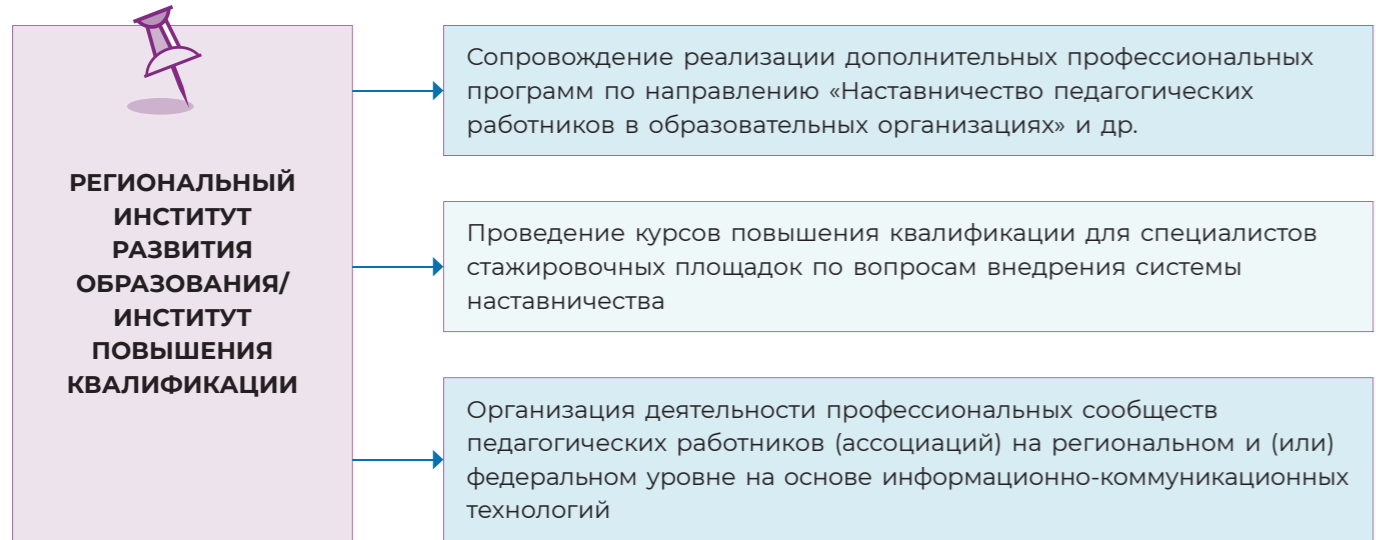 РЕГИОНАЛЬНЫЙ
ИНСТИТУТ
РАЗВИТИЯ
ОБРАЗОВАНИЯ/
ИНСТИТУТ
ПОВЫШЕНИЯ
КВАЛИФИКАЦИИ
Сопровождение реализации дополнительных профессиональных
программ по направлению «Наставничество педагогических
работников в образовательных организациях» и др.
Проведение курсов повышения квалификации для специалистов
стажировочных площадок по вопросам внедрения системы
наставничества
Организация деятельности профессиональных сообществ
педагогических работников (ассоциаций) на региональном и (или)
федеральном уровне на основе информационно-коммуникационных
технологий